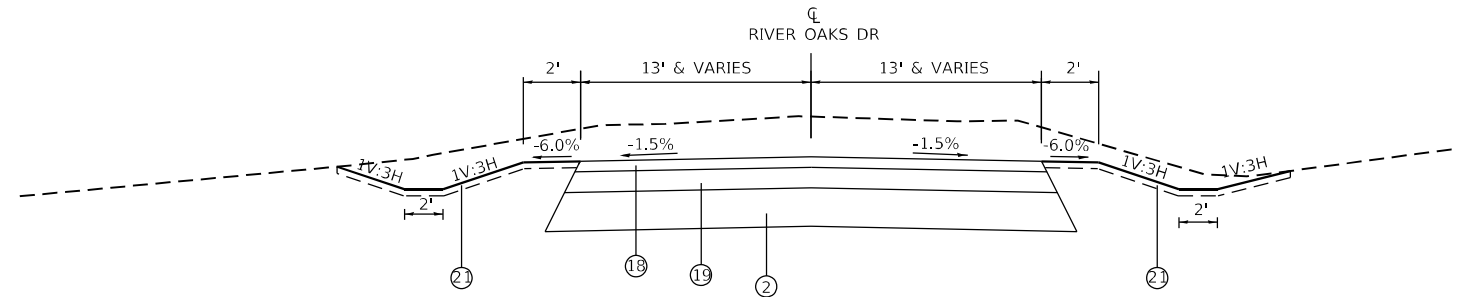 ℄
RIVER OAKS DR
2' 13' & VARIES 13' & VARIES 2'
-6.0% -1.5% -1.5% -6.0%
1V:3H 1V:3H 1V:3H 1V:3H
2' 2'
21 18 19 2 21